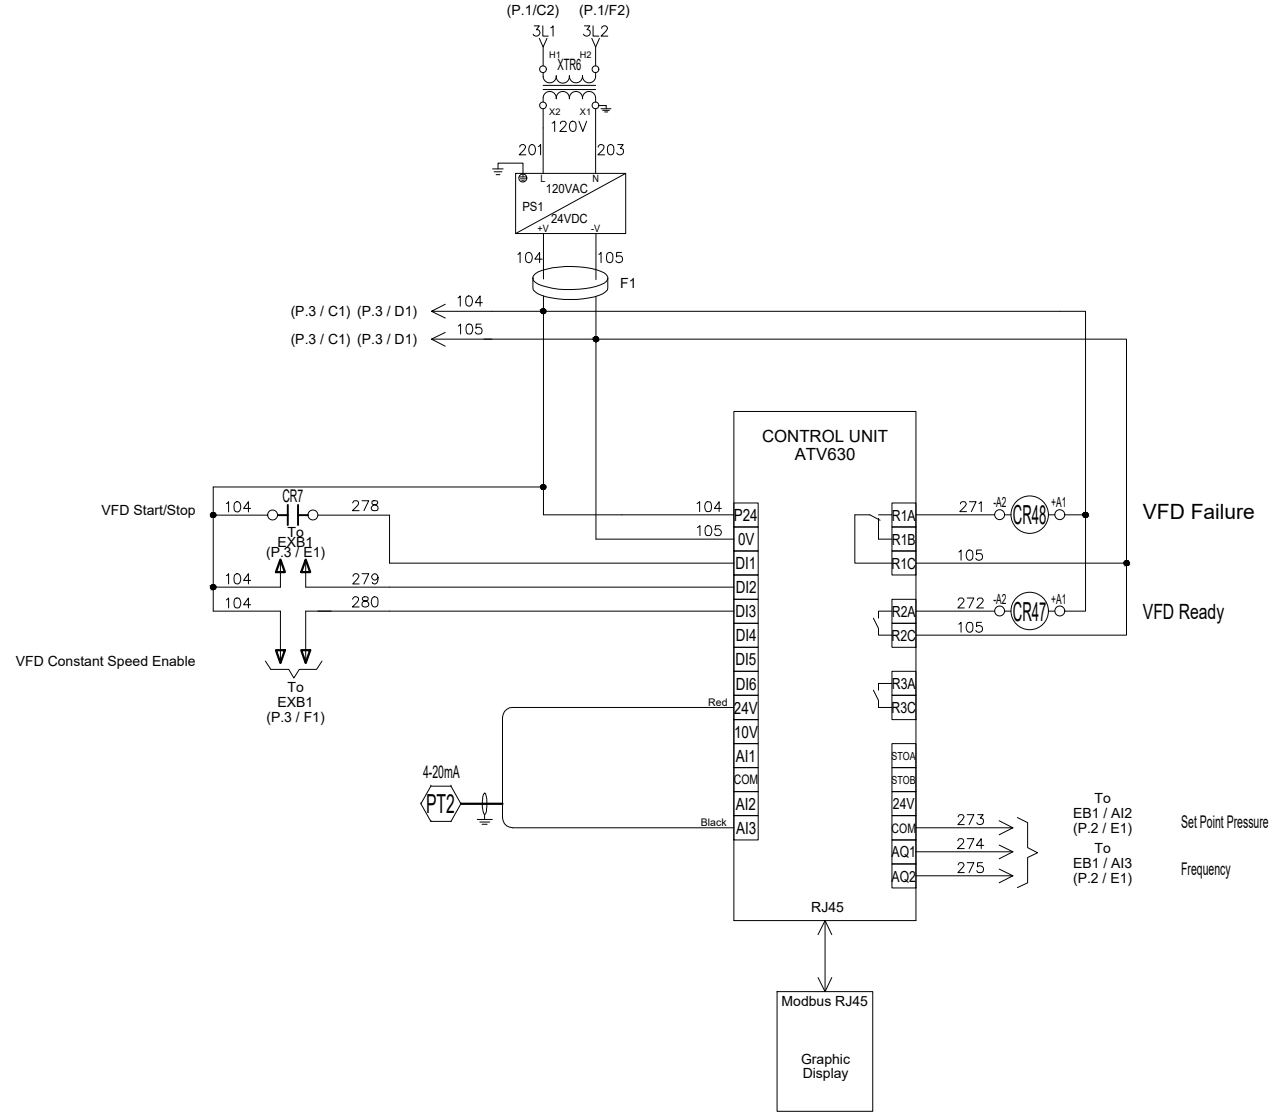 (P.1/C2) (P.1/F2)
3L1 3L2
H1 H2
XTR6
X2 X1
120V
201 203
L N
120VAC
PS1
24VDC
+V -V
104 105
F1
(P.3 / C1) (P.3 / D1) 104
(P.3 / C1) (P.3 / D1) 105
CONTROL UNIT
ATV630
VFD Start/Stop
104 CR7 278
To
EXB1
(P.3 / E1)
104 279
104 280
VFD Constant Speed Enable
To
EXB1
(P.3 / F1)
104 P24
105 0V
DI1
DI2
DI3
DI4
DI5
DI6
Red 24V
10V
AI1
COM
AI2
Black AI3
4-20mA
PT2
R1A 271 -A2 CR48 +A1 VFD Failure
R1B
R1C 105
R2A 272 -A2 CR47 +A1 VFD Ready
R2C 105
R3A
R3C
STOA
STOB
24V
COM 273
AQ1 274
AQ2 275
To
EB1 / AI2
(P.2 / E1)
Set Point Pressure
To
EB1 / AI3
(P.2 / E1)
Frequency
RJ45
Modbus RJ45
Graphic
Display